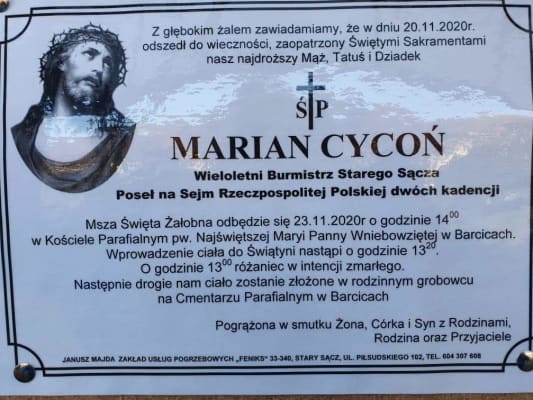 Z głębokim żalem zawiadamiamy, że w dniu 20.11.2020r.
odszedł do wieczności, zaopatrzony Świętymi Sakramentami
nasz najdroższy Mąż, Tatuś i Dziadek
Ś P
MARIAN CYCOŃ
Wieloletni Burmistrz Starego Sącza
Poseł na Sejm Rzeczpospolitej Polskiej dwóch kadencji
Msza Święta Żałobna odbędzie się 23.11.2020r o godzinie 14⁰⁰
w Kościele Parafialnym pw. Najświętszej Maryi Panny Wniebowziętej w Barcicach.
Wprowadzenie ciała do Świątyni nastąpi o godzinie 13²⁰.
O godzinie 13⁰⁰ różaniec w intencji zmarłego.
Następnie drogie nam ciało zostanie złożone w rodzinnym grobowcu
na Cmentarzu Parafialnym w Barcicach
Pogrążona w smutku Żona, Córka i Syn z Rodzinami,
Rodzina oraz Przyjaciele
JANUSZ MAJDA ZAKŁAD USŁUG POGRZEBOWYCH „FENIKS" 33-340, STARY SĄCZ, UL. PIŁSUDSKIEGO 102, TEL. 604 307 608